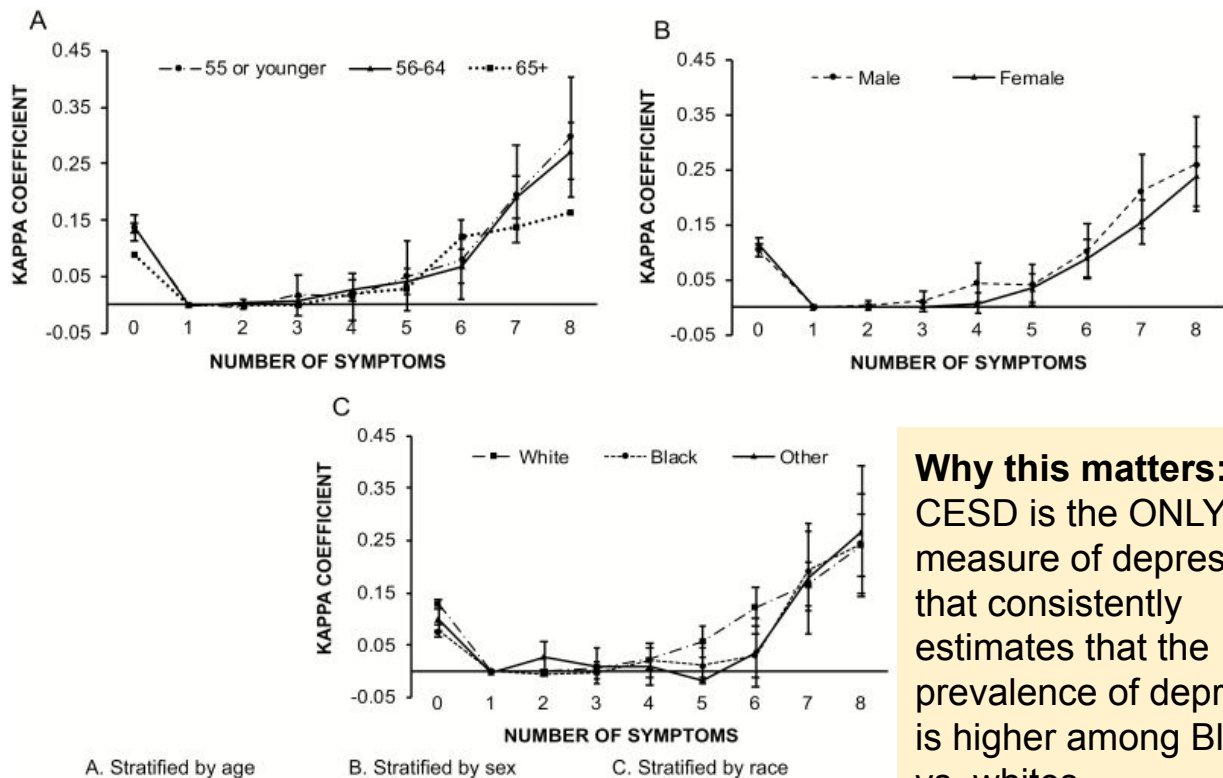 A
0.45
0.35
0.25
0.15
0.05
-0.05
KAPPA COEFFICIENT
55 or younger 56-64 65+
0 1 2 3 4 5 6 7 8
NUMBER OF SYMPTOMS
B
0.45
0.35
0.25
0.15
0.05
-0.05
KAPPA COEFFICIENT
Male Female
0 1 2 3 4 5 6 7 8
NUMBER OF SYMPTOMS
C
0.45
0.35
0.25
0.15
0.05
-0.05
KAPPA COEFFICIENT
White Black Other
0 1 2 3 4 5 6 7 8
NUMBER OF SYMPTOMS
A. Stratified by age B. Stratified by sex C. Stratified by race
Why this matters:
CESD is the ONLY
measure of depres
that consistently
estimates that the
prevalence of depr
is higher among Bl